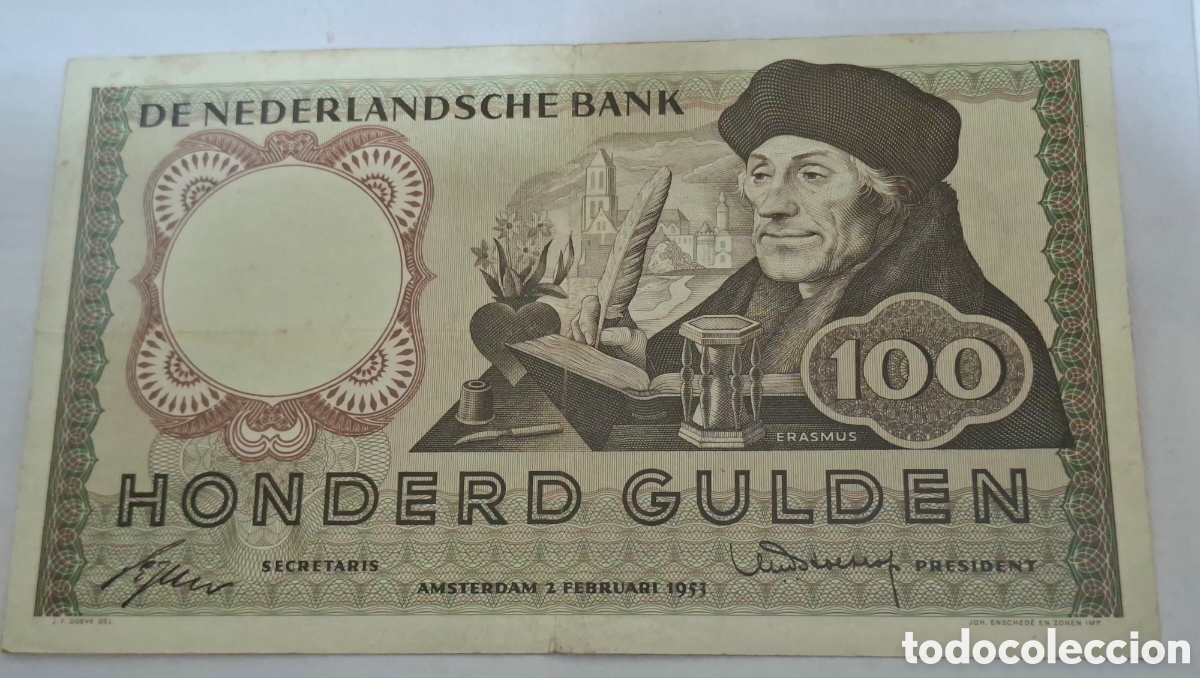 DE NEDERLANDSCHE BANK
100
ERASMUS
HONDERD GULDEN
SECRETARIS
PRESIDENT
AMSTERDAM 2 FEBRUARI 1953
J. F. DOEVE DEL.
JOH. ENSCHEDÉ EN ZONEN IMP.
todocoleccion